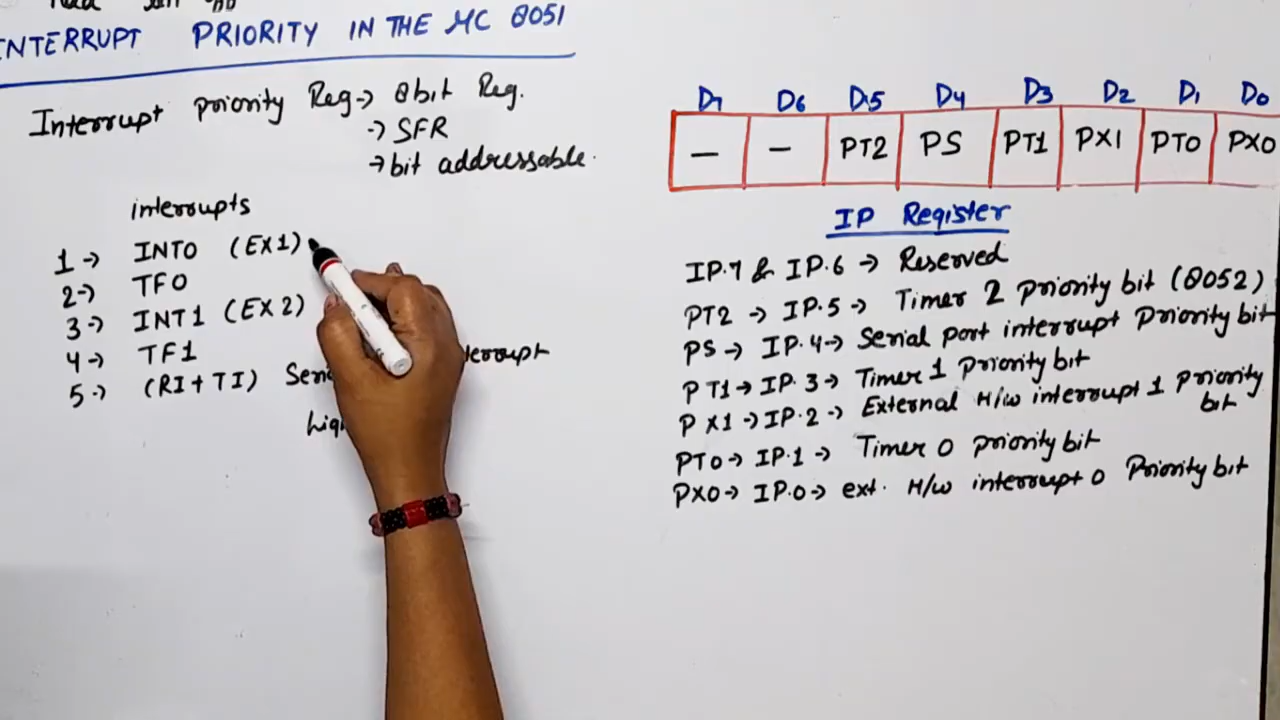 INTERRUPT PRIORITY IN THE MC 8051
Interrupt priority Reg → 8bit Reg.
→ SFR
→ bit addressable.
interrupts
1 → INT0 (EX1)
2 → TF0
3 → INT1 (EX2)
4 → TF1
5 → (RI+TI)
D7 D6 D5 D4 D3 D2 D1 D0
— — PT2 PS PT1 PX1 PT0 PX0
IP Register
IP.7 & IP.6 → Reserved
PT2 → IP.5 → Timer 2 priority bit (8052)
PS → IP.4 → Serial port interrupt Priority bit
PT1 → IP.3 → Timer 1 Priority bit
PX1 → IP.2 → External H/w interrupt 1 priority
bit
PT0 → IP.1 → Timer 0 priority bit
PX0 → IP.0 → ext. H/w interrupt 0 Priority bit